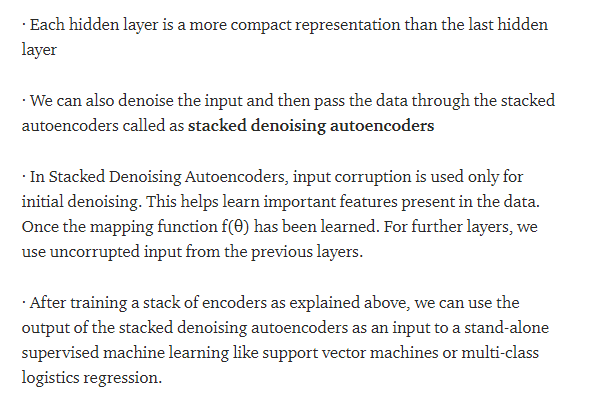 · Each hidden layer is a more compact representation than the last hidden
layer
· We can also denoise the input and then pass the data through the stacked
autoencoders called as stacked denoising autoencoders
· In Stacked Denoising Autoencoders, input corruption is used only for
initial denoising. This helps learn important features present in the data.
Once the mapping function f(θ) has been learned. For further layers, we
use uncorrupted input from the previous layers.
· After training a stack of encoders as explained above, we can use the
output of the stacked denoising autoencoders as an input to a stand-alone
supervised machine learning like support vector machines or multi-class
logistics regression.